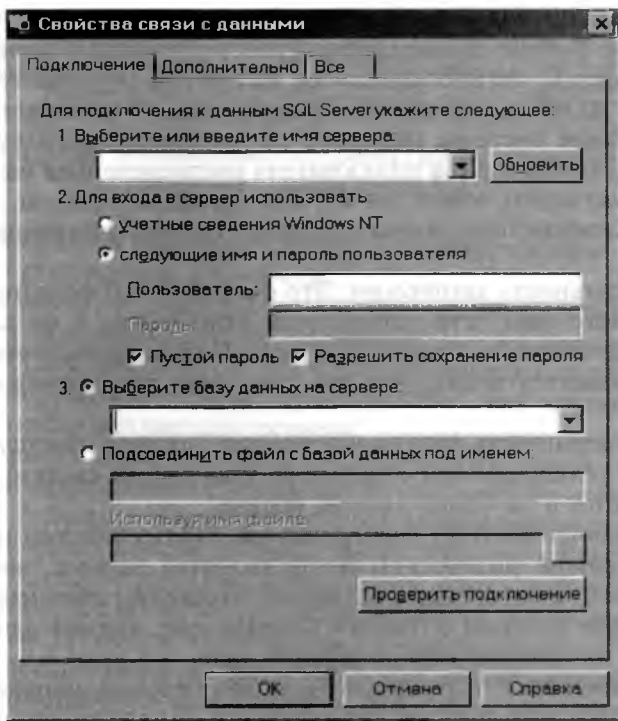 Свойства связи с данными
Подключение Дополнительно Все
Для подключения к данным SQL Server укажите следующее:
1 Выберите или введите имя сервера:
Обновить
2. Для входа в сервер использовать
учетные сведения Windows NT
следующие имя и пароль пользователя
Пользователь:
Пароль:
Пустой пароль Разрешить сохранение пароля
3. Выберите базу данных на сервере:
Подсоединить файл с базой данных под именем:
Используя имя файла:
Проверить подключение
OK Отмена Справка